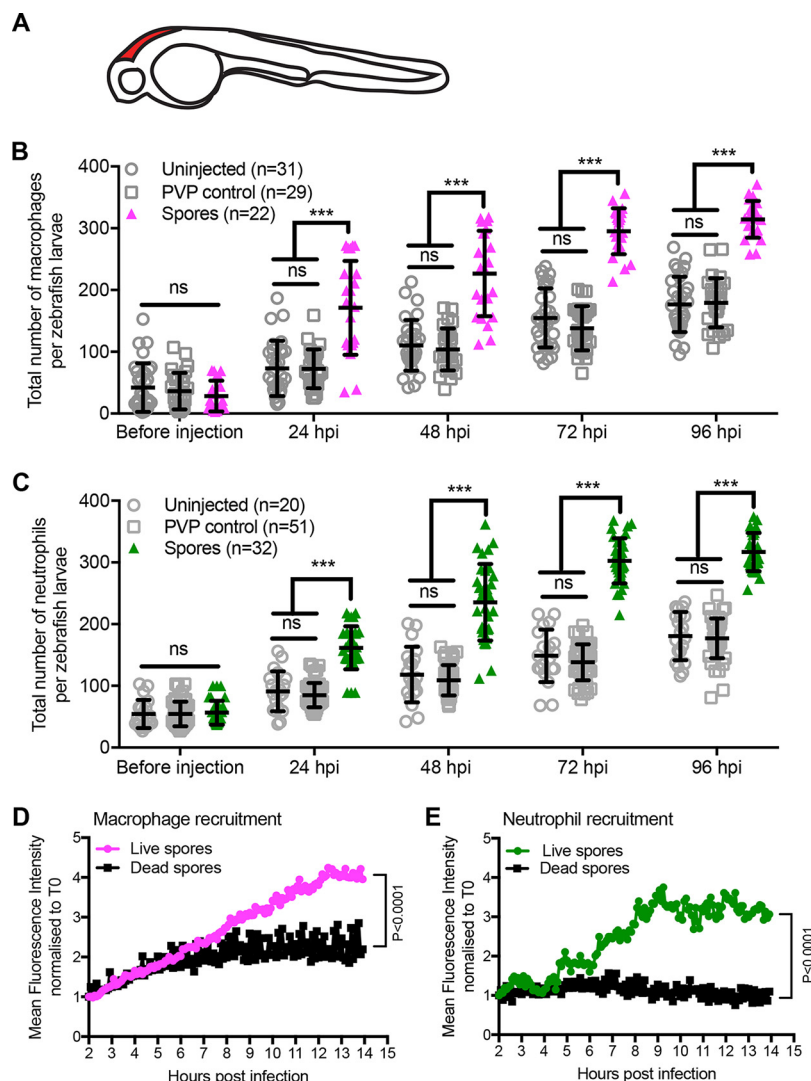 A
B
400
300
200
100
0
Total number of macrophages
per zebrafish larvae
Uninjected (n=31)
PVP control (n=29)
Spores (n=22)
ns
***
ns
***
ns
***
ns
***
ns
Before injection
24 hpi
48 hpi
72 hpi
96 hpi
C
400
300
200
100
0
Total number of neutrophils
per zebrafish larvae
Uninjected (n=20)
PVP control (n=51)
Spores (n=32)
ns
***
ns
***
ns
***
ns
***
ns
Before injection
24 hpi
48 hpi
72 hpi
96 hpi
D
Macrophage recruitment
Live spores
Dead spores
Mean Fluorescence Intensity
normalised to T0
5
4
3
2
1
0
P<0.0001
2 3 4 5 6 7 8 9 10 11 12 13 14 15
Hours post infection
E
Neutrophil recruitment
Live spores
Dead spores
Mean Fluorescence Intensity
nomalised to T0
5
4
3
2
1
0
P<0.0001
2 3 4 5 6 7 8 9 10 11 12 13 14 15
Hours post infection